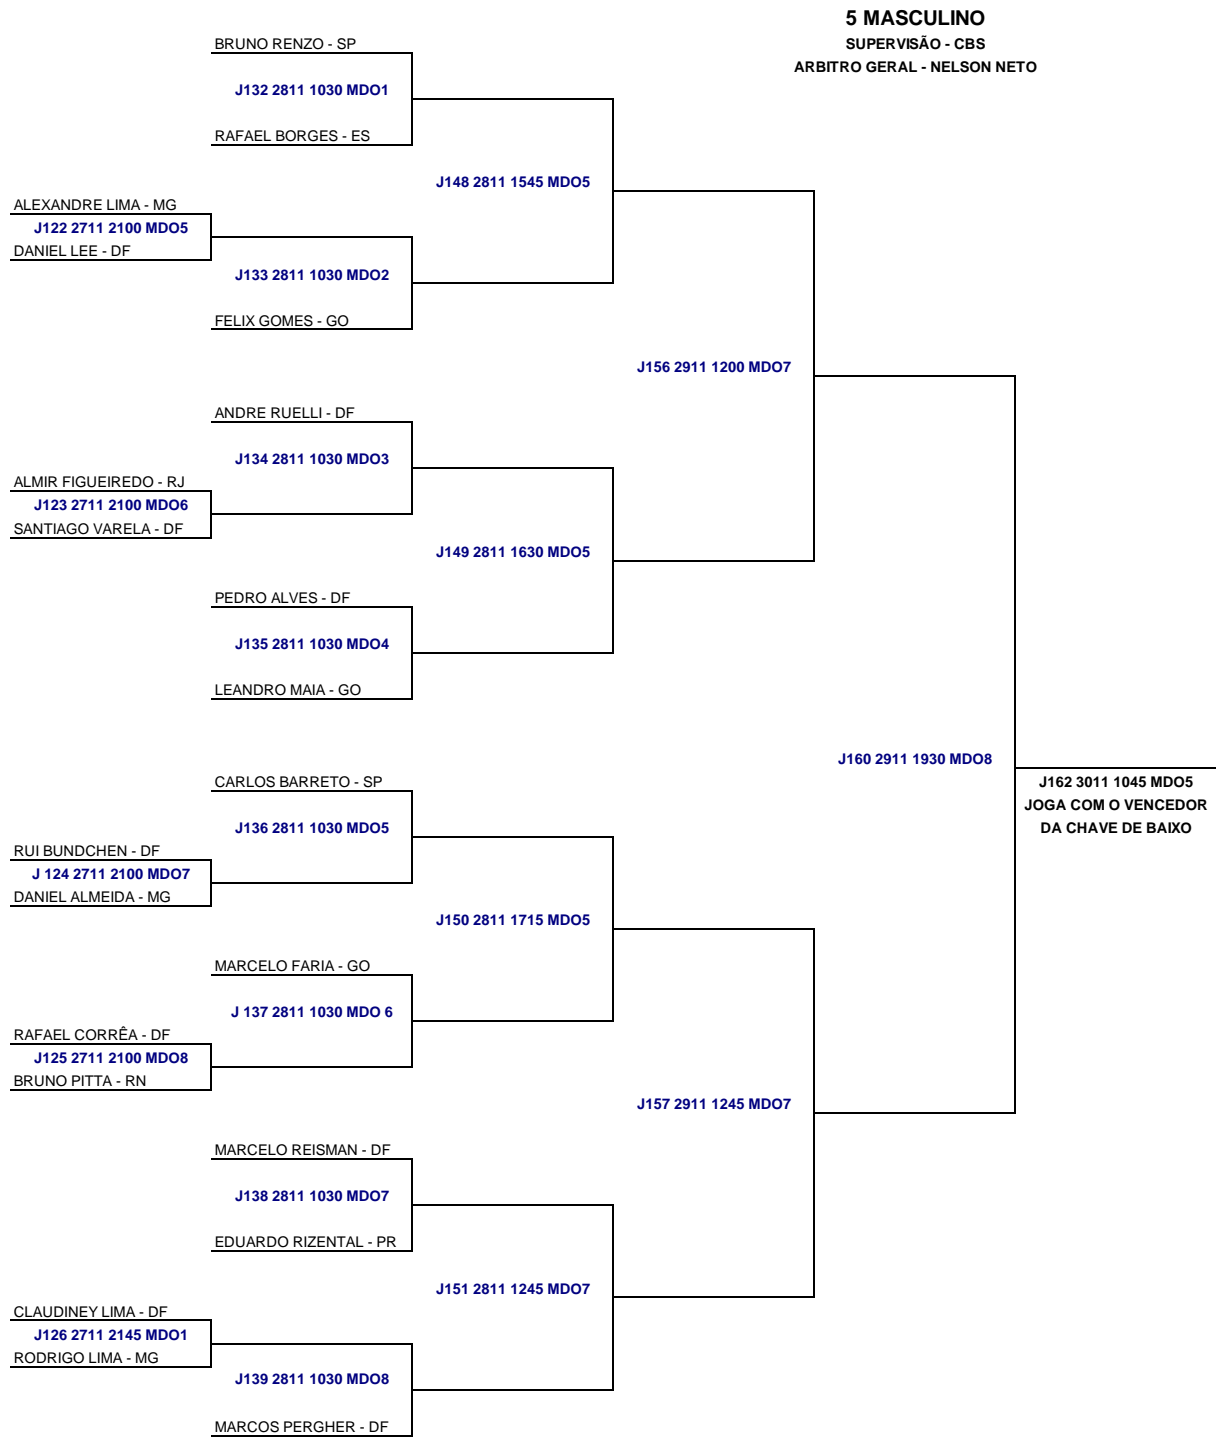 5 MASCULINO
SUPERVISÃO - CBS
ARBITRO GERAL - NELSON NETO
BRUNO RENZO - SP
J132 2811 1030 MDO1
RAFAEL BORGES - ES
J148 2811 1545 MDO5
ALEXANDRE LIMA - MG
J122 2711 2100 MDO5
DANIEL LEE - DF
J133 2811 1030 MDO2
FELIX GOMES - GO
J156 2911 1200 MDO7
ANDRE RUELLI - DF
J134 2811 1030 MDO3
ALMIR FIGUEIREDO - RJ
J123 2711 2100 MDO6
SANTIAGO VARELA - DF
J149 2811 1630 MDO5
PEDRO ALVES - DF
J135 2811 1030 MDO4
LEANDRO MAIA - GO
J160 2911 1930 MDO8
J162 3011 1045 MDO5
JOGA COM O VENCEDOR
DA CHAVE DE BAIXO
CARLOS BARRETO - SP
J136 2811 1030 MDO5
RUI BUNDCHEN - DF
J 124 2711 2100 MDO7
DANIEL ALMEIDA - MG
J150 2811 1715 MDO5
MARCELO FARIA - GO
J 137 2811 1030 MDO 6
RAFAEL CORRÊA - DF
J125 2711 2100 MDO8
BRUNO PITTA - RN
J157 2911 1245 MDO7
MARCELO REISMAN - DF
J138 2811 1030 MDO7
EDUARDO RIZENTAL - PR
J151 2811 1245 MDO7
CLAUDINEY LIMA - DF
J126 2711 2145 MDO1
RODRIGO LIMA - MG
J139 2811 1030 MDO8
MARCOS PERGHER - DF